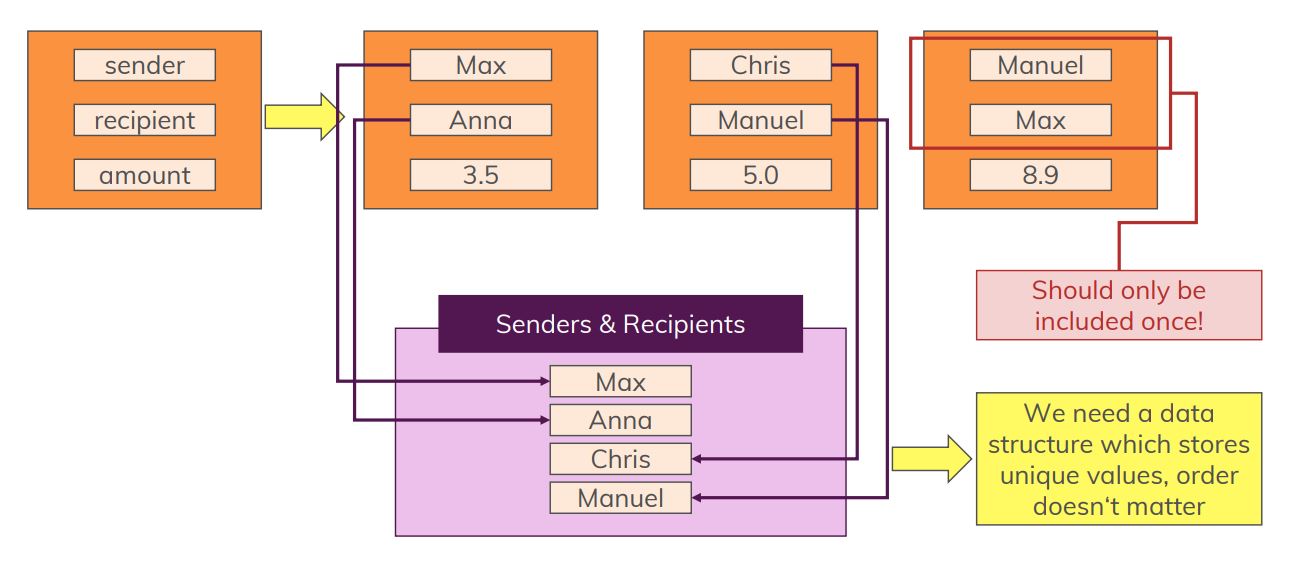 sender
recipient
amount
Max
Anna
3.5
Chris
Manuel
5.0
Manuel
Max
8.9
Should only be
included once!
Senders & Recipients
Max
Anna
Chris
Manuel
We need a data
structure which stores
unique values, order
doesn‘t matter